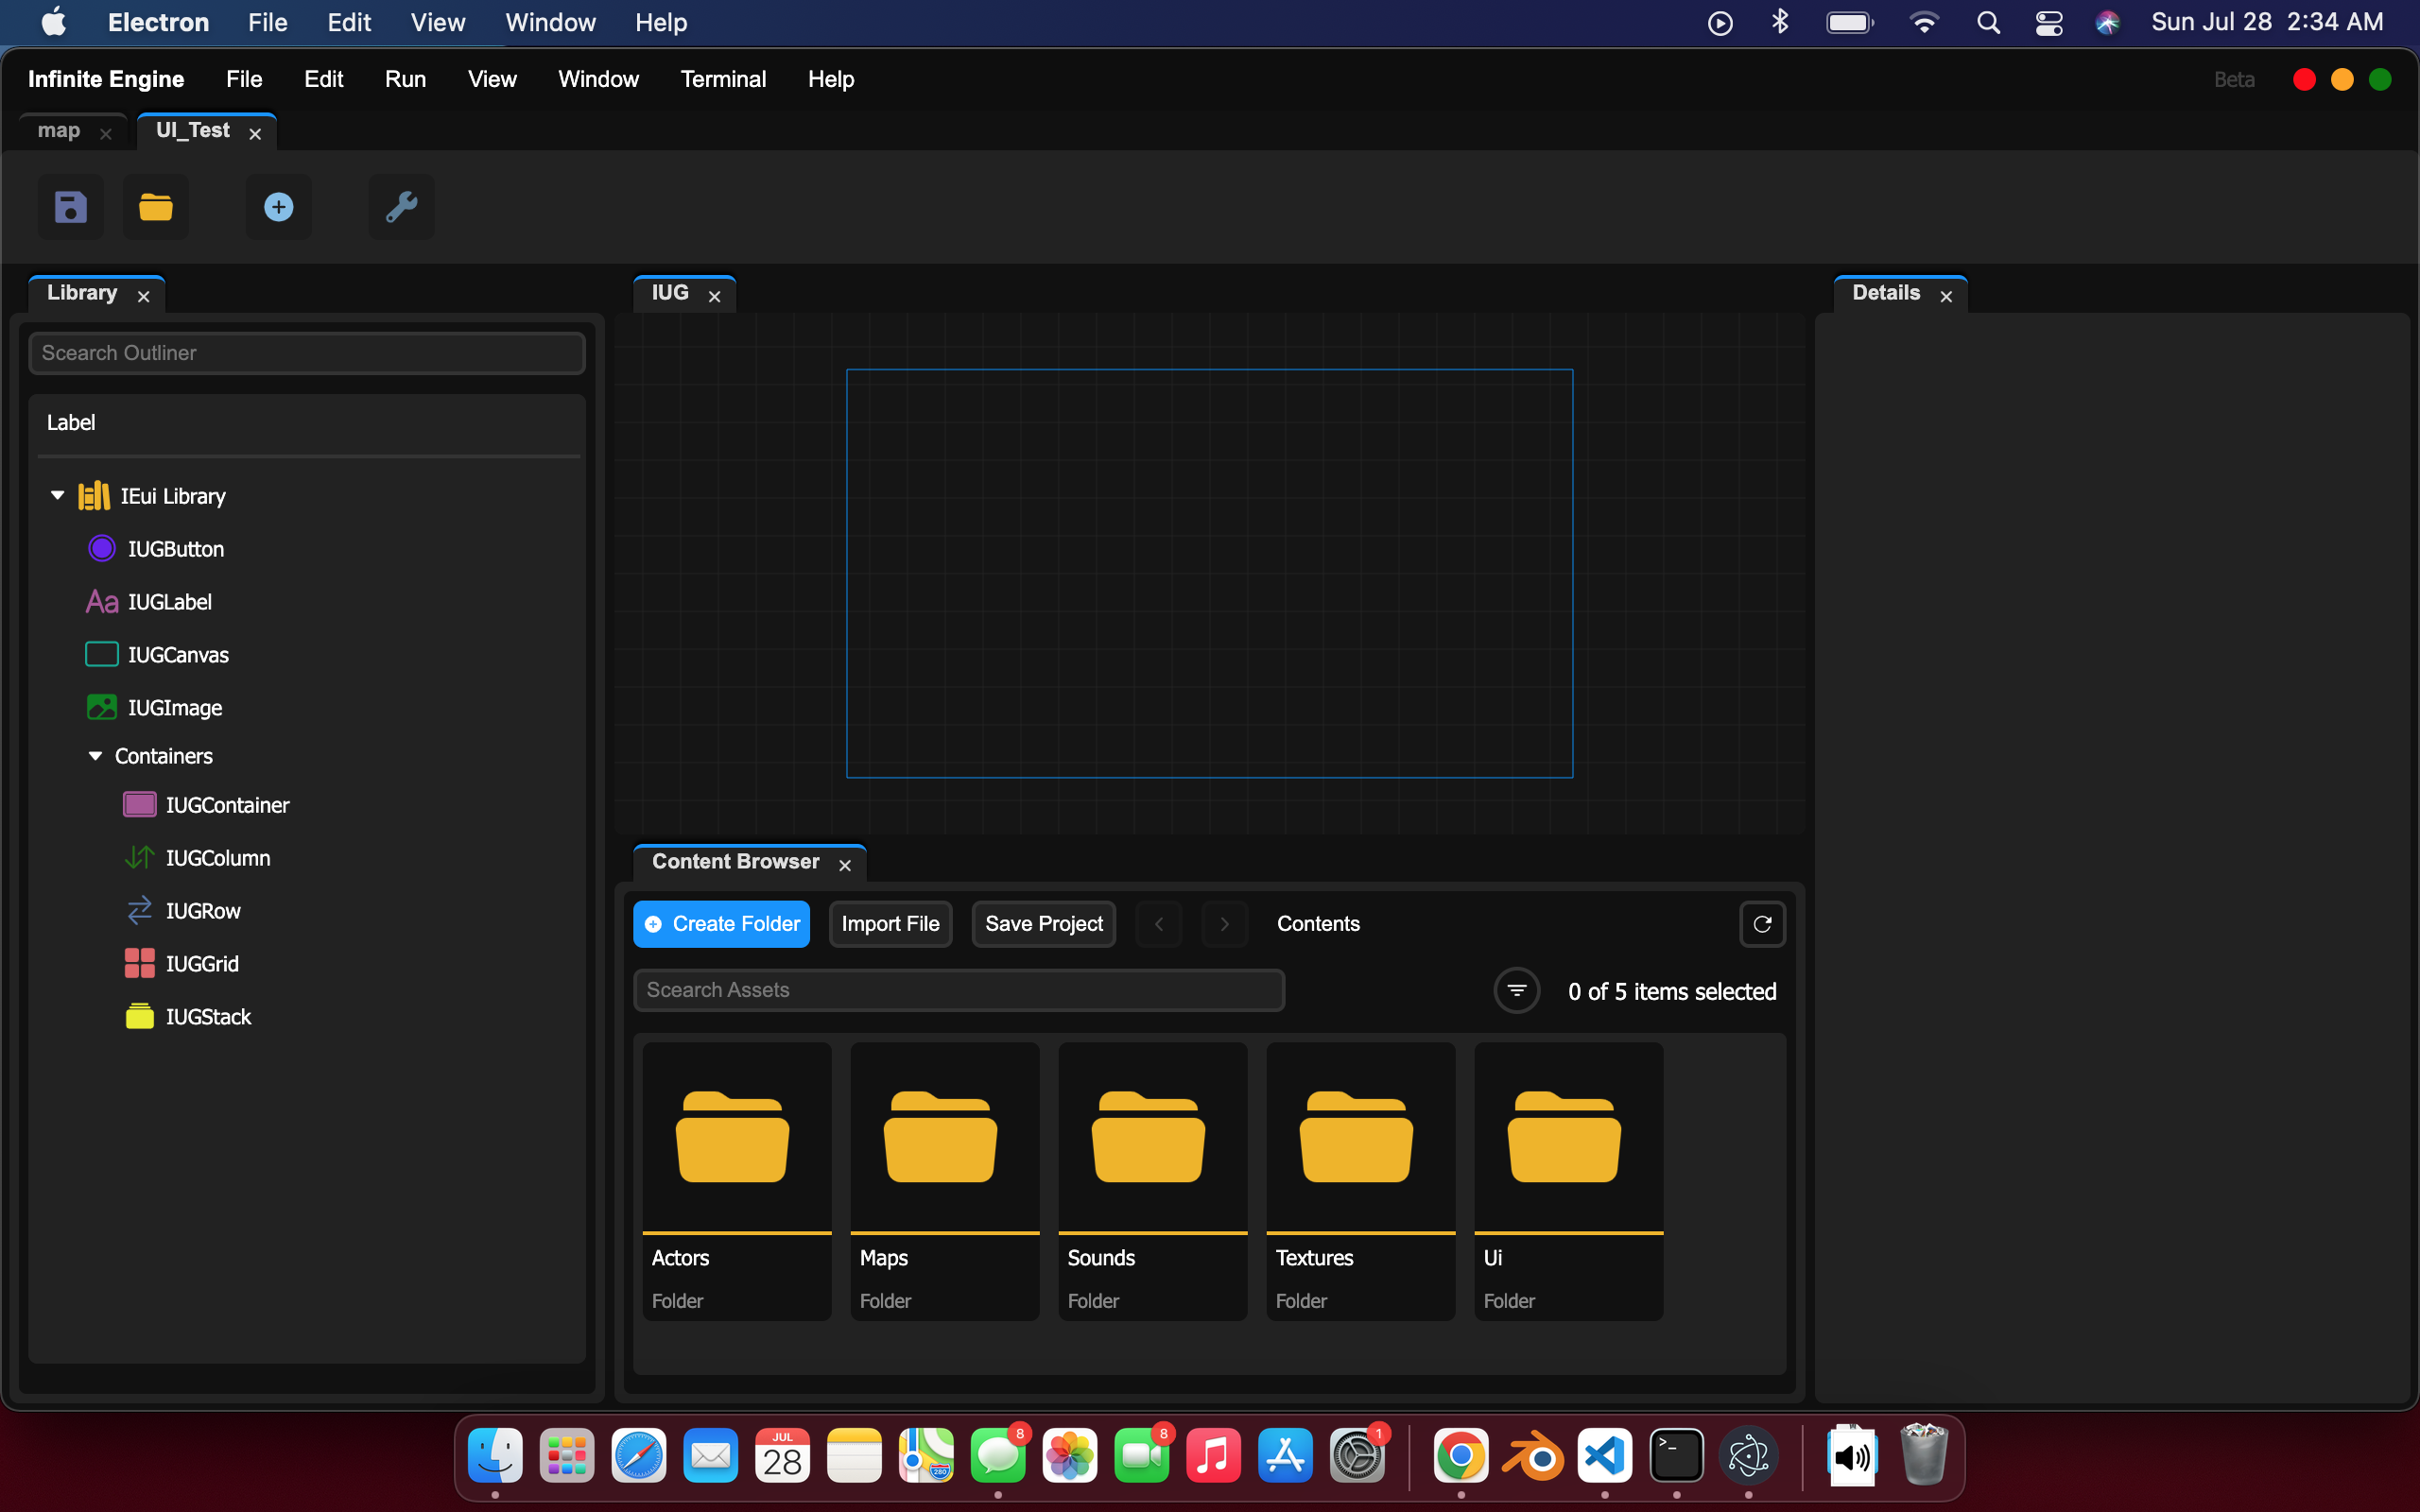 Electron File Edit View Window Help Sun Jul 28 2:34 AM
Infinite Engine File Edit Run View Window Terminal Help Beta
map UI_Test
Library IUG Details
Scearch Outliner
Label
IEui Library
IUGButton
Aa IUGLabel
IUGCanvas
IUGImage
Containers
IUGContainer
IUGColumn
IUGRow
IUGGrid
IUGStack
Content Browser
Create Folder Import File Save Project Contents
Scearch Assets 0 of 5 items selected
Actors Maps Sounds Textures Ui
Folder Folder Folder Folder Folder
8 8 1
JUL
28
280
>_